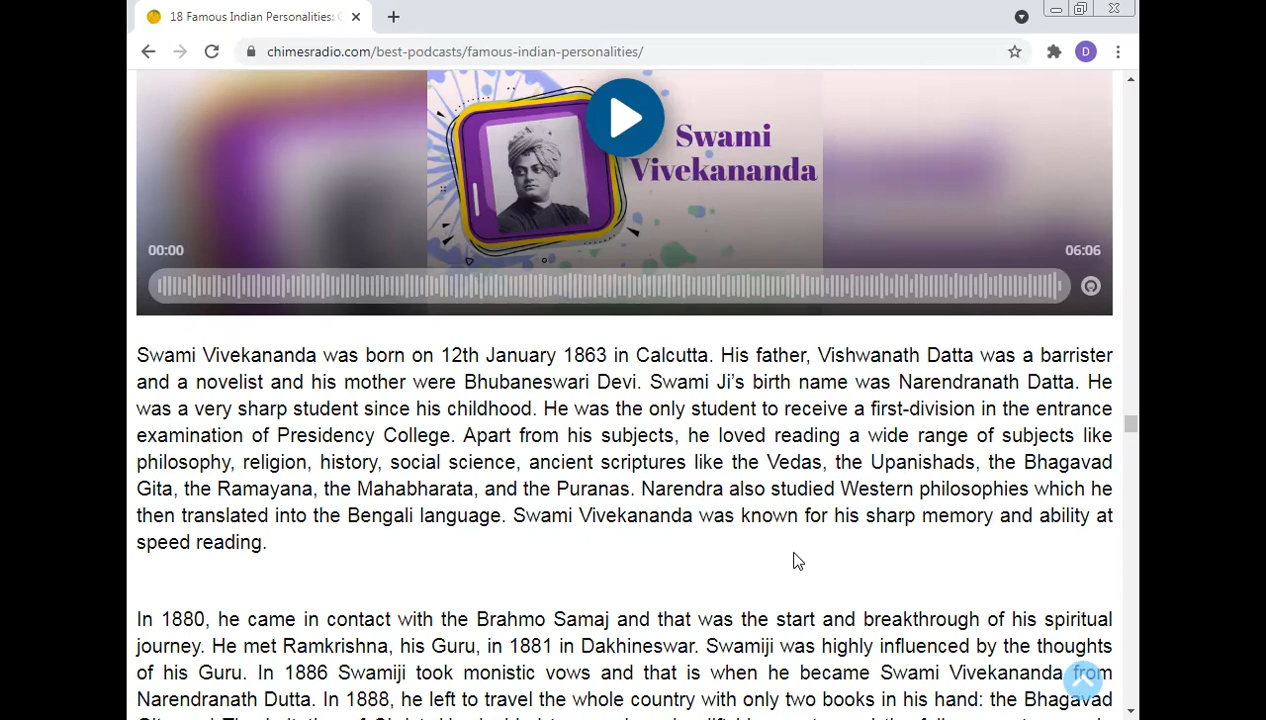 18 Famous Indian Personalities:
chimesradio.com/best-podcasts/famous-indian-personalities/
D
Swami
Vivekananda
00:00
06:06
Swami Vivekananda was born on 12th January 1863 in Calcutta. His father, Vishwanath Datta was a barrister
and a novelist and his mother were Bhubaneswari Devi. Swami Ji’s birth name was Narendranath Datta. He
was a very sharp student since his childhood. He was the only student to receive a first-division in the entrance
examination of Presidency College. Apart from his subjects, he loved reading a wide range of subjects like
philosophy, religion, history, social science, ancient scriptures like the Vedas, the Upanishads, the Bhagavad
Gita, the Ramayana, the Mahabharata, and the Puranas. Narendra also studied Western philosophies which he
then translated into the Bengali language. Swami Vivekananda was known for his sharp memory and ability at
speed reading.
In 1880, he came in contact with the Brahmo Samaj and that was the start and breakthrough of his spiritual
journey. He met Ramkrishna, his Guru, in 1881 in Dakhineswar. Swamiji was highly influenced by the thoughts
of his Guru. In 1886 Swamiji took monistic vows and that is when he became Swami Vivekananda from
Narendranath Dutta. In 1888, he left to travel the whole country with only two books in his hand: the Bhagavad